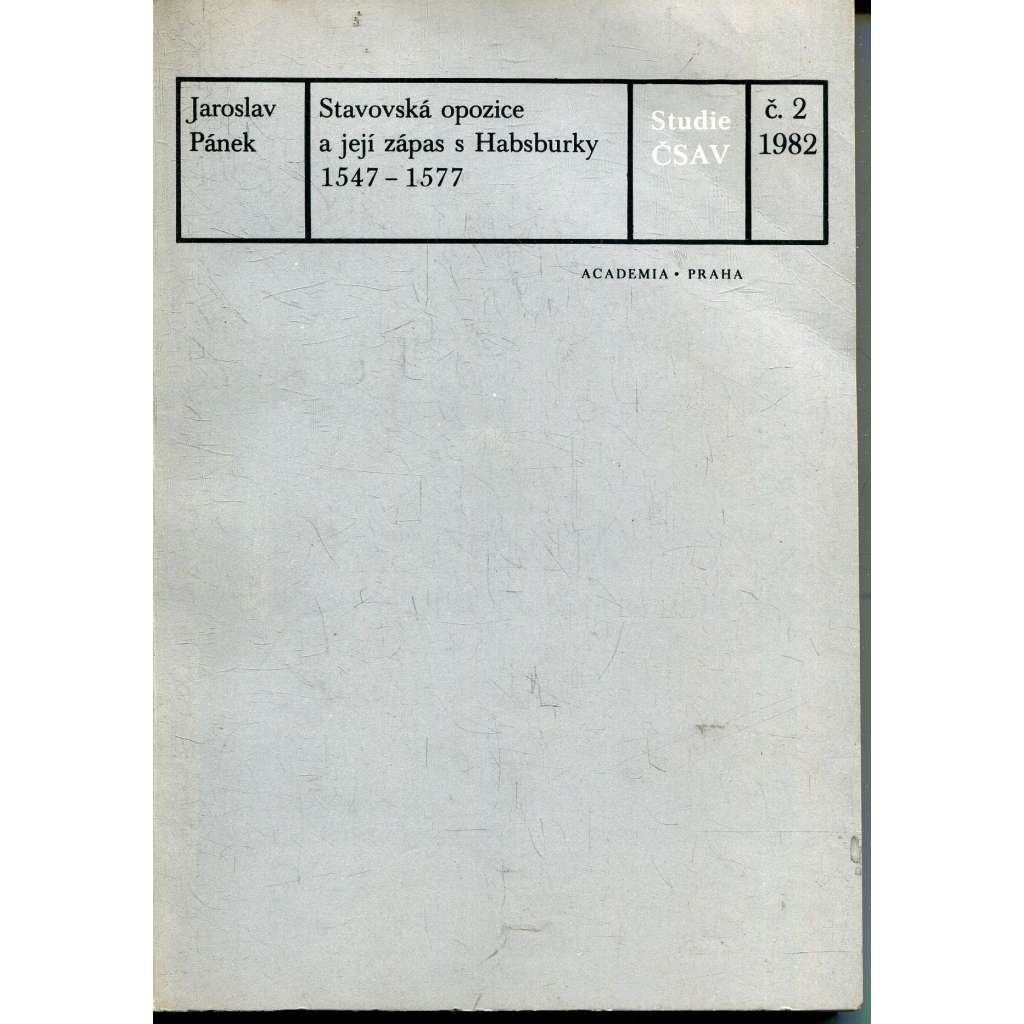 Jaroslav
Pánek
Stavovská opozice
a její zápas s Habsburky
1547 – 1577
Studie
ČSAV
č. 2
1982
ACADEMIA • PRAHA